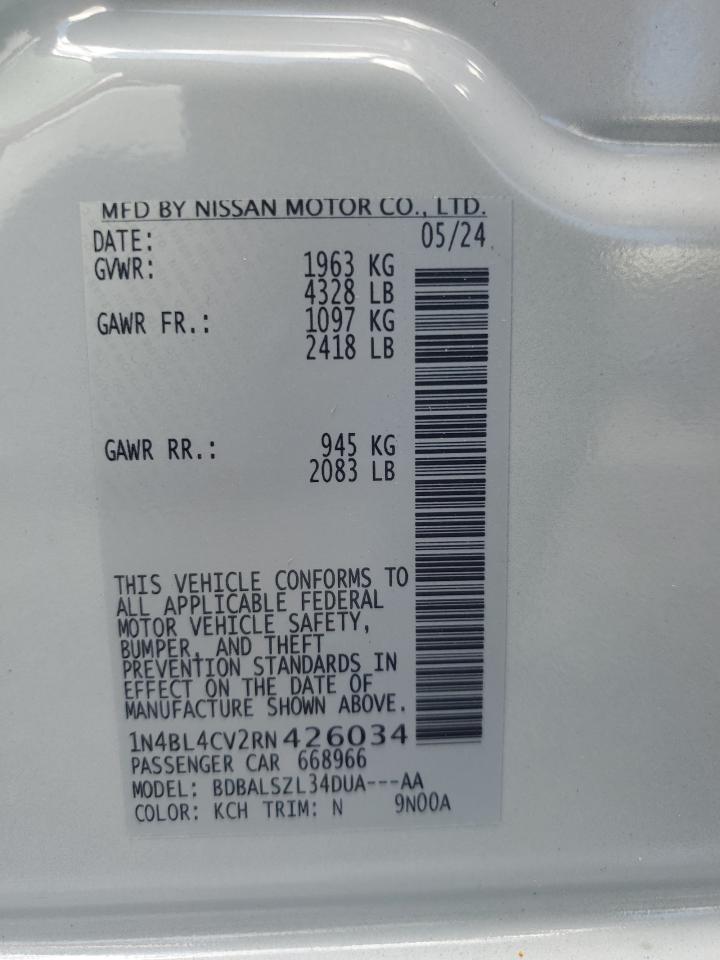 MFD BY NISSAN MOTOR CO., LTD.
DATE: 05/24
GVWR: 1963 KG
4328 LB
GAWR FR.: 1097 KG
2418 LB
GAWR RR.: 945 KG
2083 LB
THIS VEHICLE CONFORMS TO
ALL APPLICABLE FEDERAL
MOTOR VEHICLE SAFETY,
BUMPER, AND THEFT
PREVENTION STANDARDS IN
EFFECT ON THE DATE OF
MANUFACTURE SHOWN ABOVE.
1N4BL4CV2RN426034
PASSENGER CAR 668966
MODEL: BDBALSZL34DUA---AA
COLOR: KCH TRIM: N 9N00A